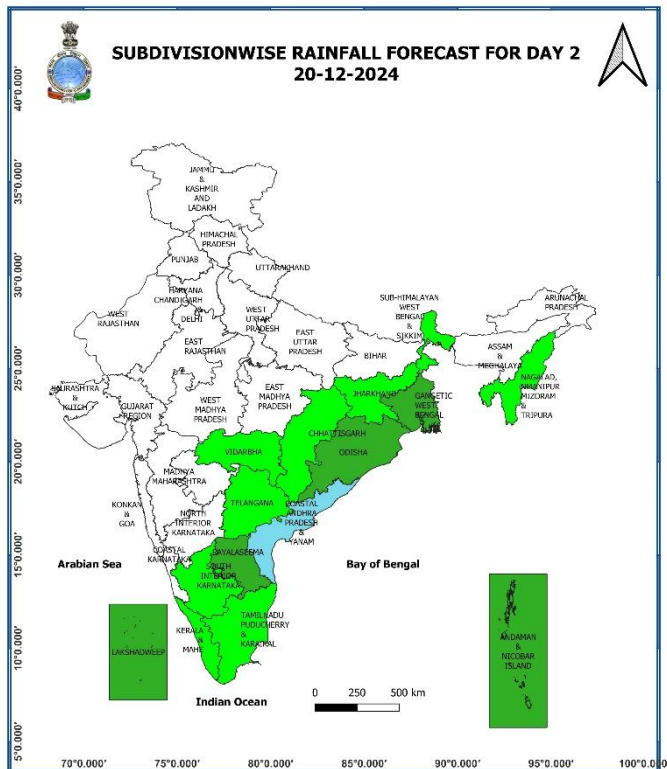 SUBDIVISIONWISE RAINFALL FORECAST FOR DAY 2
20-12-2024
40°0.000'
35°0.000'
30°0.000'
25°0.000'
20°0.000'
15°0.000'
10°0.000'
5°0.000'
JAMMU
&
KASHMIR
AND
LADAKH
HIMACHAL
PRADESH
PUNJAB
UTTARAKHAND
HARYANA
CHANDIGARH
&
DELHI
WEST
RAJASTHAN
WEST
UTTAR
PRADESH
EAST
RAJASTHAN
EAST
UTTAR
PRADESH
SUB-HIMALAYAN
WEST
BENGAL
&
SIKKIM
ARUNACHAL
PRADESH
ASSAM
&
MEGHALAYA
BIHAR
NAGALAD,
MANIPUR
MIZORAM
&
TRIPURA
SAURASHTRA
& KUTCH
GUJARAT
REGION
WEST
MADHYA
PRADESH
EAST
MADHYA
PRADESH
JHARKHAND
GANGETIC
WEST
BENGAL
CHHATTISGARH
ODISHA
VIDARBHA
MADHYA
MAHARASHTRA
TELANGANA
KONKAN
&
GOA
NORTH
INTERIOR
KARNATAKA
COASTAL
ANDHRA
PRADESH
&
YANAM
COASTAL
KARNATAKA
RAYALASEEMA
SOUTH
INTERIOR
KARNATAKA
Arabian Sea
Bay of Bengal
KERALA
&
MAHE
TAMILNADU
PUDUCHERRY
&
KARAIKAL
LAKSHADWEEP
ANDAMAN
&
NICOBAR
ISLAND
Indian Ocean
0 250 500 km
70°0.000' 75°0.000' 80°0.000' 85°0.000' 90°0.000' 95°0.000' 100°0.000'